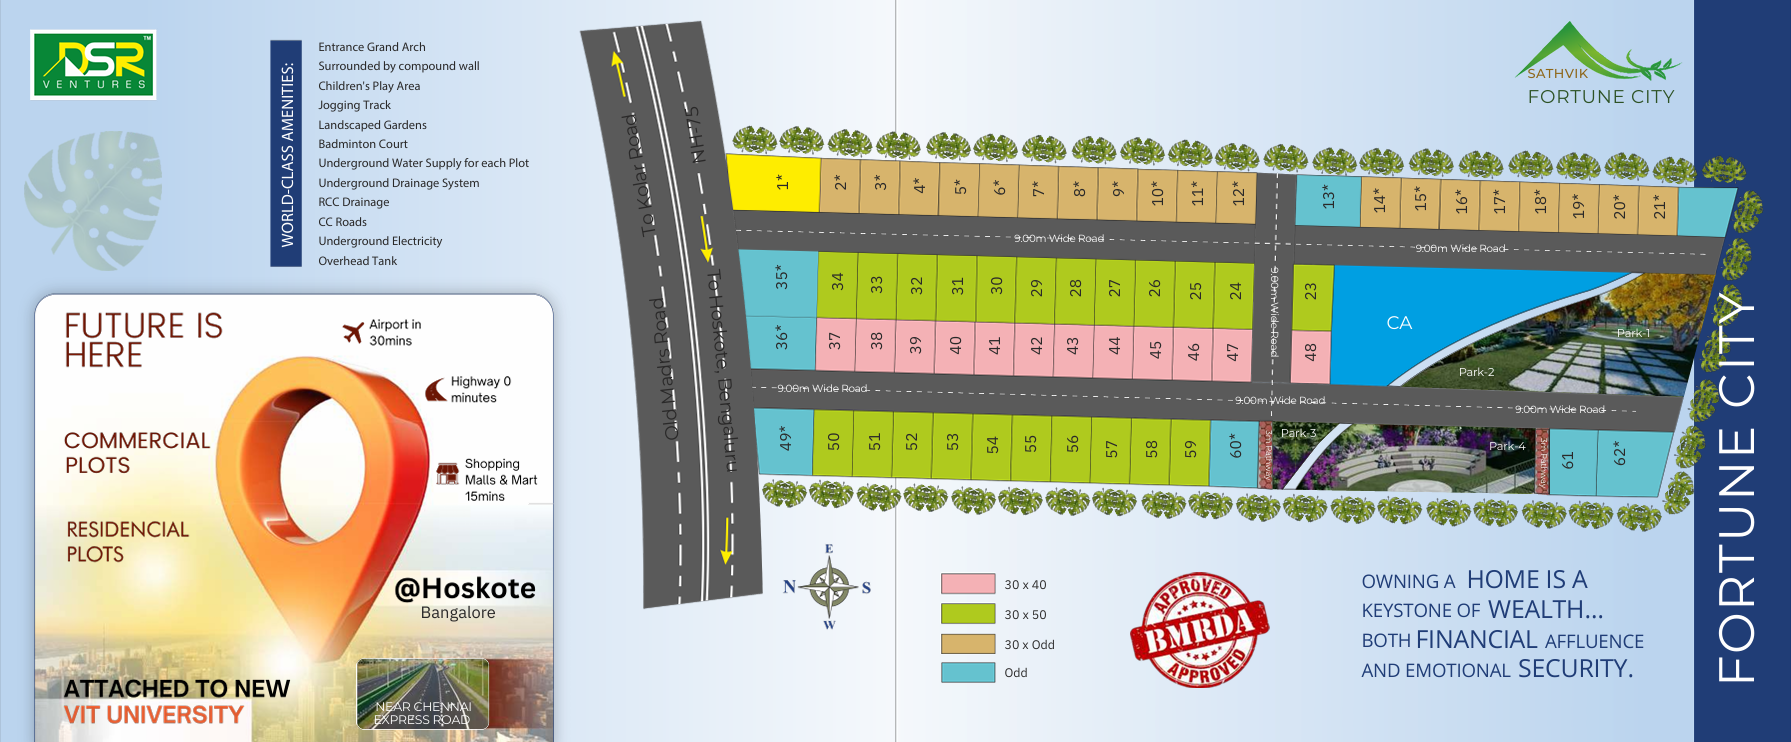 DSR
TM
VENTURES
WORLD-CLASS AMENITIES:
Entrance Grand Arch
Surrounded by compound wall
Children's Play Area
Jogging Track
Landscaped Gardens
Badminton Court
Underground Water Supply for each Plot
Underground Drainage System
RCC Drainage
CC Roads
Underground Electricity
Overhead Tank
FUTURE IS
HERE
Airport in
30mins
Highway 0
minutes
COMMERCIAL
PLOTS
Shopping
Malls & Mart
15mins
RESIDENCIAL
PLOTS
@Hoskote
Bangalore
ATTACHED TO NEW
VIT UNIVERSITY
NEAR CHENNAI
EXPRESS ROAD
To Kolar Road
NH-75
Old Madrs Road
To Hoskote, Bengaluru
1* 2* 3* 4* 5* 6* 7* 8* 9* 10* 11* 12* 13* 14* 15* 16* 17* 18* 19* 20* 21*
9.00m Wide Road
9.00m Wide Road
35* 34 33 32 31 30 29 28 27 26 25 24 23
9.00m Wide Road
CA
Park-1
Park-2
36* 37 38 39 40 41 42 43 44 45 46 47 48
9.00m Wide Road
9.00m Wide Road
9.00m Wide Road
49* 50 51 52 53 54 55 56 57 58 59 60*
3m Pathway
Park-3
Park-4
3m Pathway
61 62*
E
N S
W
30 x 40
30 x 50
30 x Odd
Odd
APPROVED
BMRDA
APPROVED
SATHVIK
FORTUNE CITY
OWNING A HOME IS A
KEYSTONE OF WEALTH...
BOTH FINANCIAL AFFLUENCE
AND EMOTIONAL SECURITY.
FORTUNE CITY